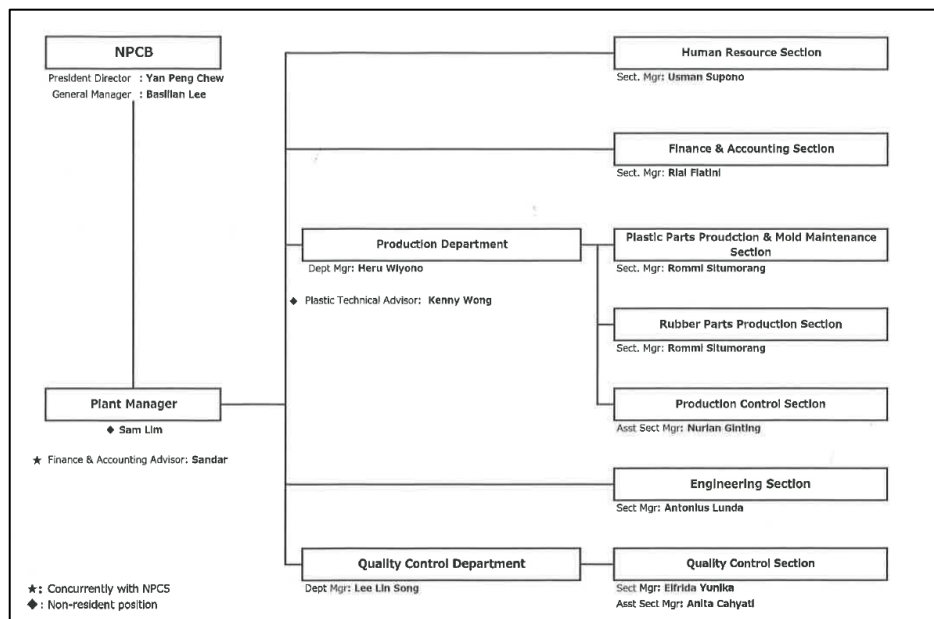 NPCB
President Director : Yan Peng Chew
General Manager : Basilian Lee
Human Resource Section
Sect. Mgr: Usman Supono
Finance & Accounting Section
Sect. Mgr: Rial Fiatini
Production Department
Dept Mgr: Heru Wiyono
◆ Plastic Technical Advisor: Kenny Wong
Plastic Parts Proudction & Mold Maintenance
Section
Sect. Mgr: Rommi Situmorang
Rubber Parts Production Section
Sect. Mgr: Rommi Situmorang
Production Control Section
Asst Sect Mgr: Nurian Ginting
Plant Manager
◆ Sam Lim
★ Finance & Accounting Advisor: Sandar
Engineering Section
Sect Mgr: Antonius Lunda
Quality Control Department
Dept Mgr: Lee Lin Song
Quality Control Section
Sect Mgr: Elfrida Yunika
Asst Sect Mgr: Anita Cahyati
★: Concurrently with NPCS
◆: Non-resident position